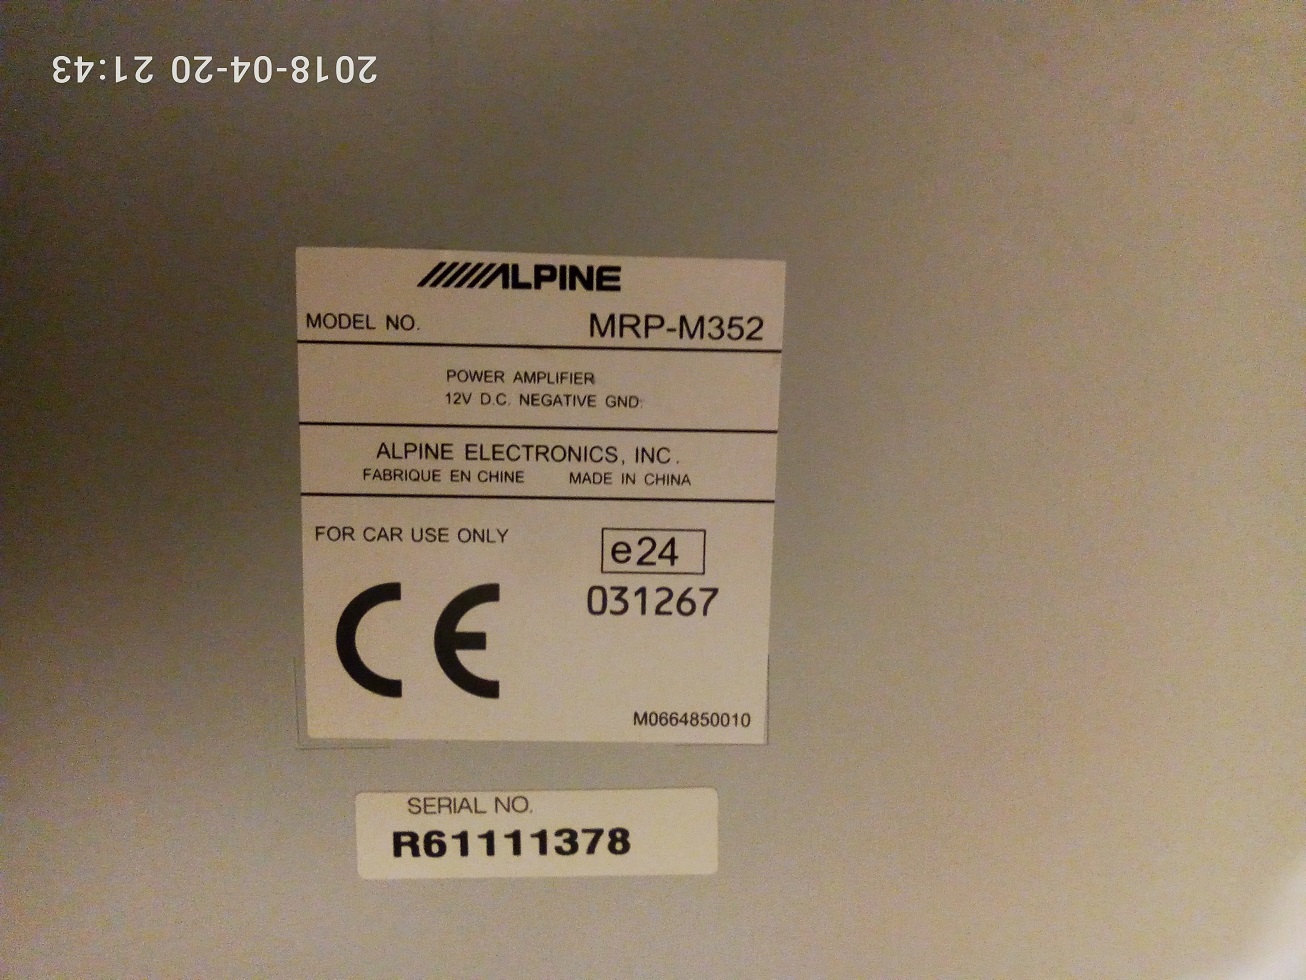 2018-04-20 21:43
ALPINE
MODEL NO. MRP-M352
POWER AMPLIFIER
12V D.C. NEGATIVE GND.
ALPINE ELECTRONICS, INC.
FABRIQUE EN CHINE MADE IN CHINA
FOR CAR USE ONLY
e24
031267
CE
M0664850010
SERIAL NO.
R61111378